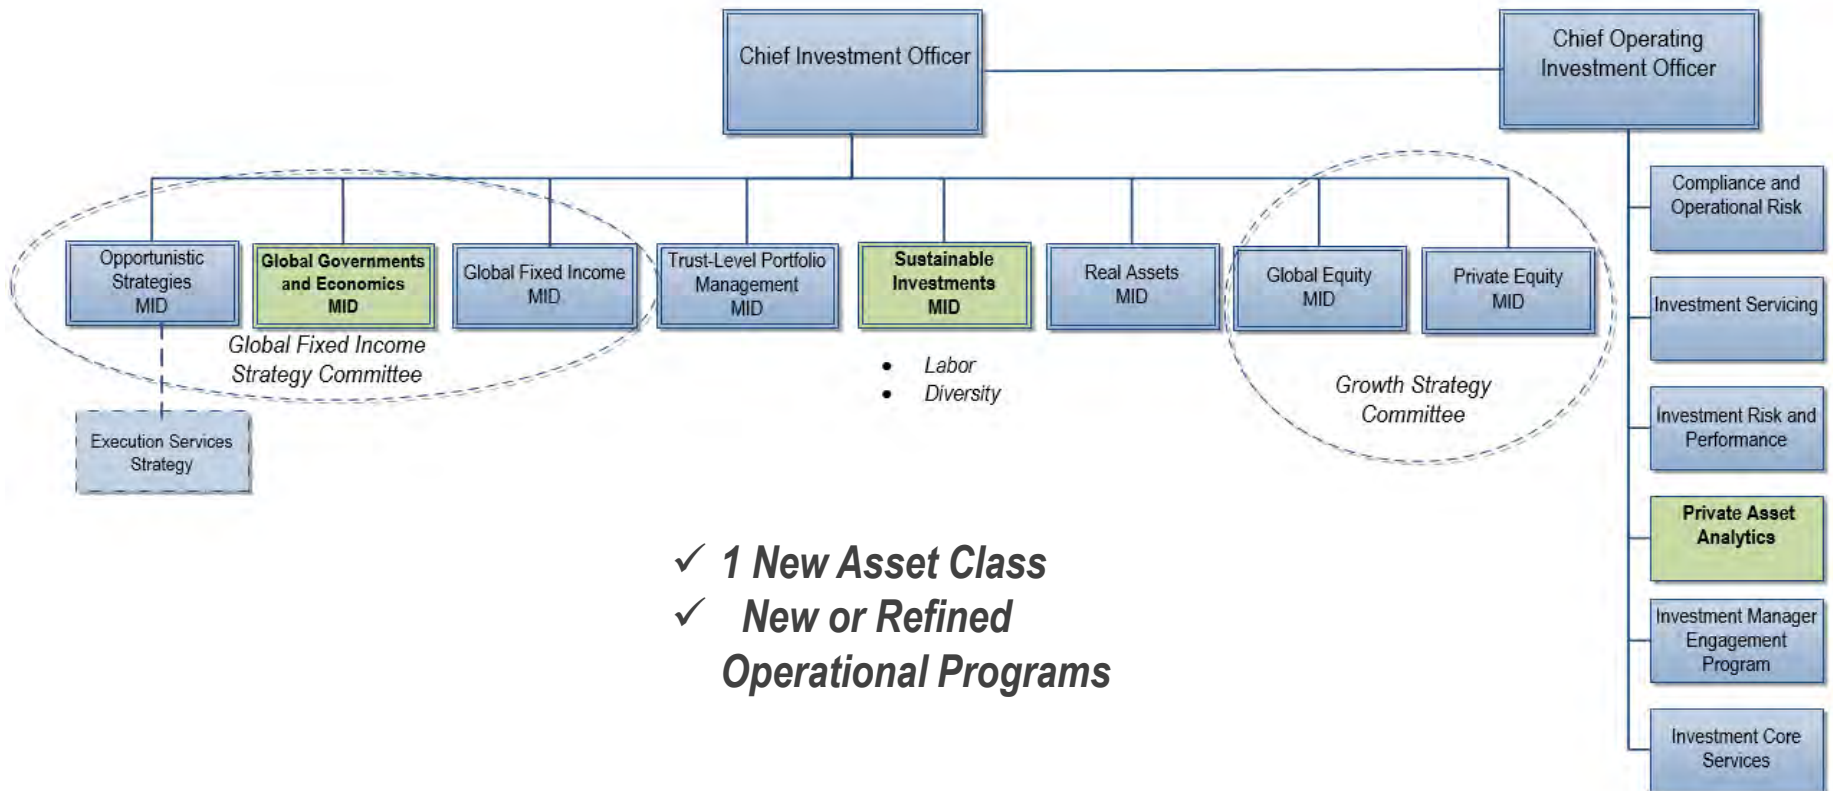 Chief Investment Officer
Chief Operating
Investment Officer
Opportunistic
Strategies
MID
Global Governments
and Economics
MID
Global Fixed Income
MID
Trust-Level Portfolio
Management
MID
Sustainable
Investments
MID
Real Assets
MID
Global Equity
MID
Private Equity
MID
Global Fixed Income
Strategy Committee
• Labor
• Diversity
Growth Strategy
Committee
Execution Services
Strategy
Compliance and
Operational Risk
Investment Servicing
Investment Risk and
Performance
Private Asset
Analytics
Investment Manager
Engagement
Program
Investment Core
Services
✓ 1 New Asset Class
✓ New or Refined
Operational Programs